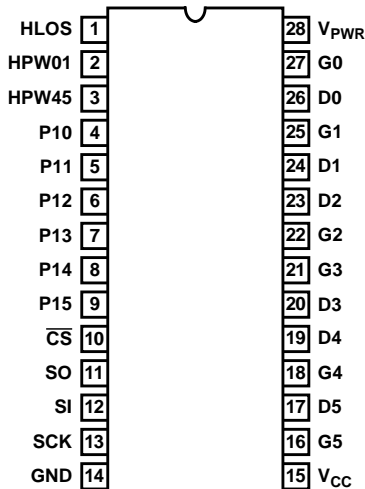 HLOS 1 28 VPWR
HPW01 2 27 G0
HPW45 3 26 D0
P10 4 25 G1
P11 5 24 D1
P12 6 23 D2
P13 7 22 G2
P14 8 21 G3
P15 9 20 D3
CS 10 19 D4
SO 11 18 G4
SI 12 17 D5
SCK 13 16 G5
GND 14 15 VCC